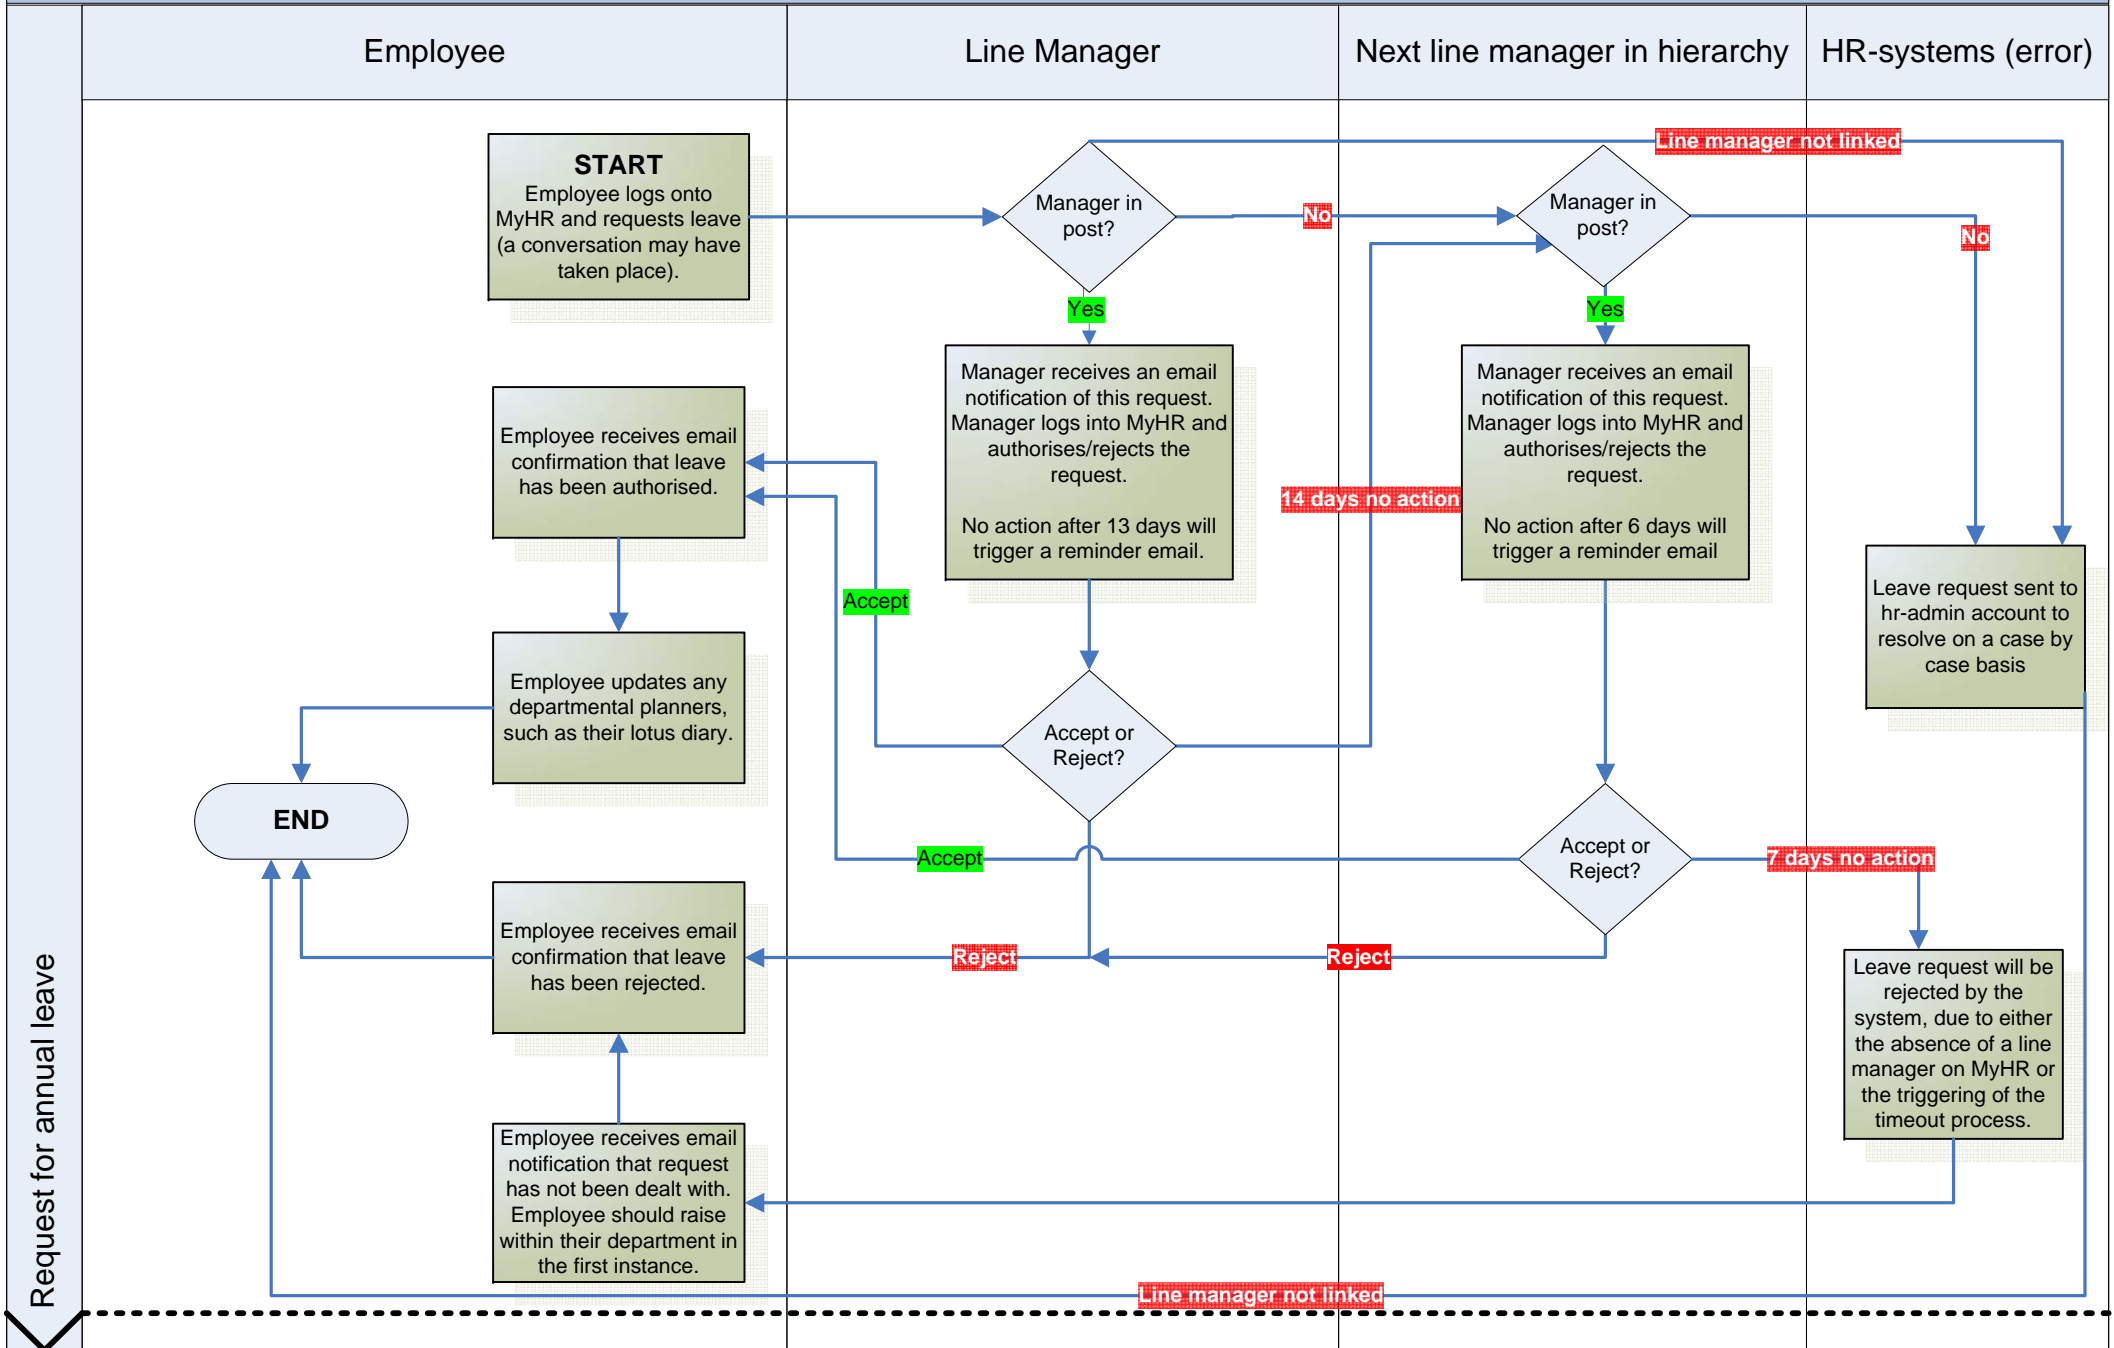 Employee
Line Manager
Next line manager in hierarchy
HR-systems (error)
Request for annual leave
START
Employee logs onto
MyHR and requests leave
(a conversation may have
taken place).
Manager in
post?
No
Manager in
post?
Line manager not linked
No
Yes
Yes
Manager receives an email
notification of this request.
Manager logs into MyHR and
authorises/rejects the
request.
No action after 13 days will
trigger a reminder email.
14 days no action
Manager receives an email
notification of this request.
Manager logs into MyHR and
authorises/rejects the
request.
No action after 6 days will
trigger a reminder email
Employee receives email
confirmation that leave
has been authorised.
Accept
Leave request sent to
hr-admin account to
resolve on a case by
case basis
Employee updates any
departmental planners,
such as their lotus diary.
Accept or
Reject?
END
Accept
Accept or
Reject?
7 days no action
Employee receives email
confirmation that leave
has been rejected.
Reject
Reject
Leave request will be
rejected by the
system, due to either
the absence of a line
manager on MyHR or
the triggering of the
timeout process.
Employee receives email
notification that request
has not been dealt with.
Employee should raise
within their department in
the first instance.
Line manager not linked